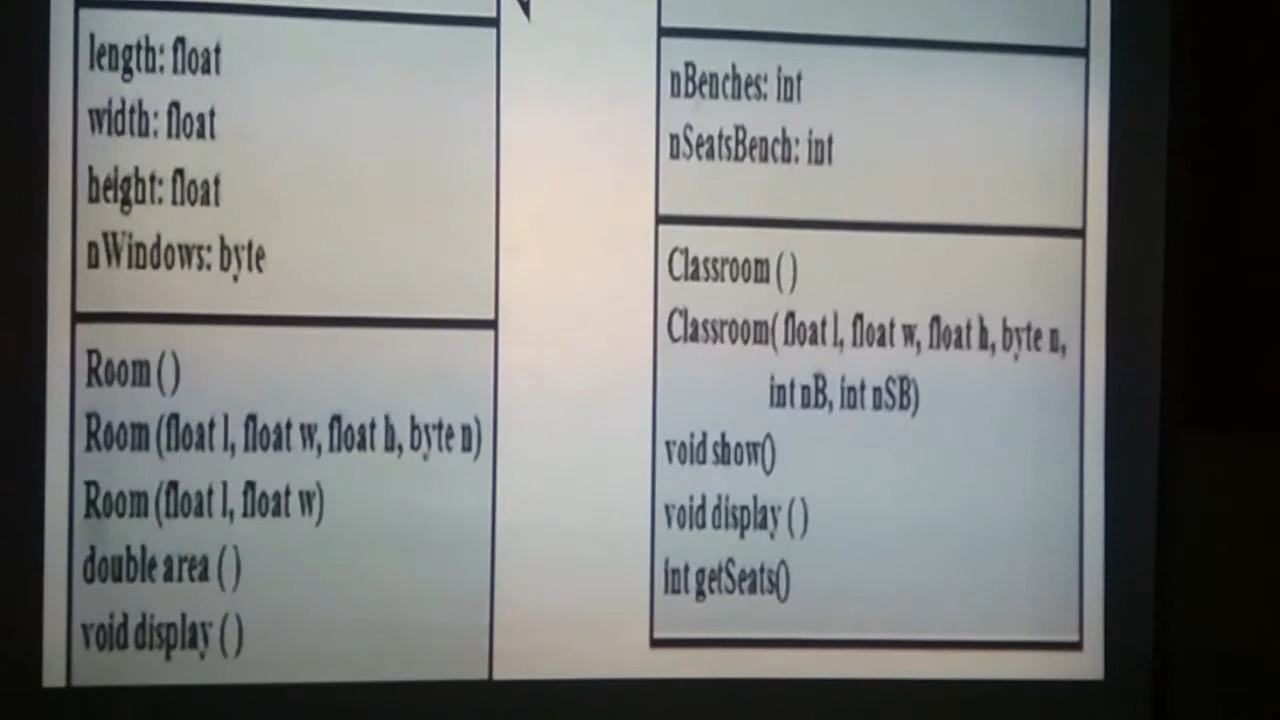 length: float
width: float
height: float
nWindows: byte
Room ()
Room (float l, float w, float h, byte n)
Room (float l, float w)
double area ()
void display ()
nBenches: int
nSeatsBench: int
Classroom ()
Classroom( float l, float w, float h, byte n,
int nB, int nSB)
void show()
void display ()
int getSeats()